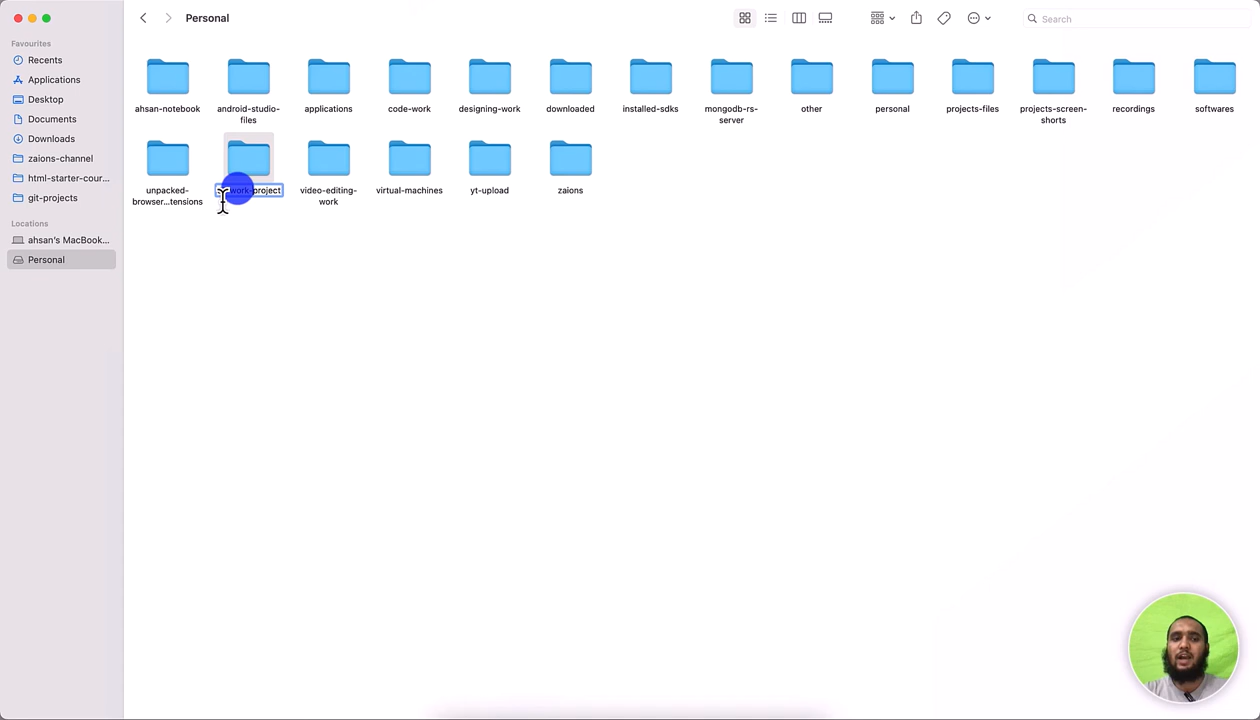 Personal
Search
Favourites
Recents
Applications
Desktop
Documents
Downloads
zaions-channel
html-starter-cour...
git-projects
Locations
ahsan's MacBook...
Personal
ahsan-notebook
android-studio-
files
applications
code-work
designing-work
downloaded
installed-sdks
mongodb-rs-
server
other
personal
projects-files
projects-screen-
shorts
recordings
softwares
unpacked-
browser...tensions
work-project
video-editing-
work
virtual-machines
yt-upload
zaions